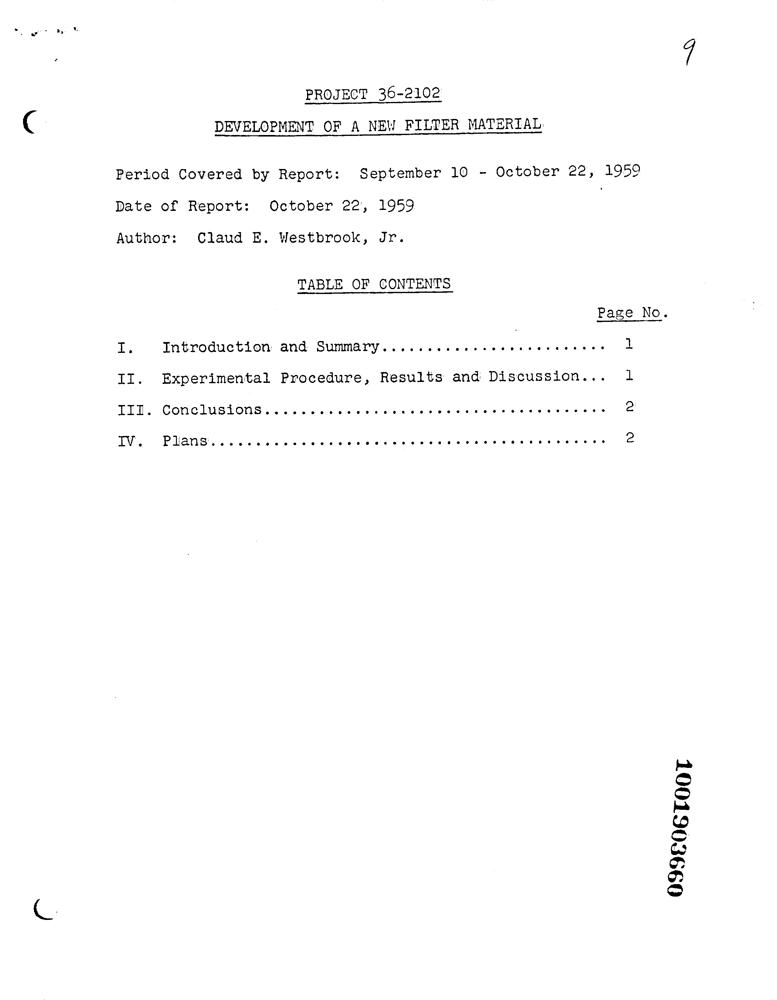 9
PROJECT 36-2102
DEVELOPMENT OF A NEW FILTER MATERIAL
Period Covered by Report: September 10 - October 22, 1959
Date of Report: October 22, 1959
Author: Claud E. Westbrook, Jr.
TABLE OF CONTENTS
Page No.
I. Introduction and Summary......................... 1
II. Experimental Procedure, Results and Discussion... 1
III. Conclusions...................................... 2
IV. Plans............................................ 2
1001903660